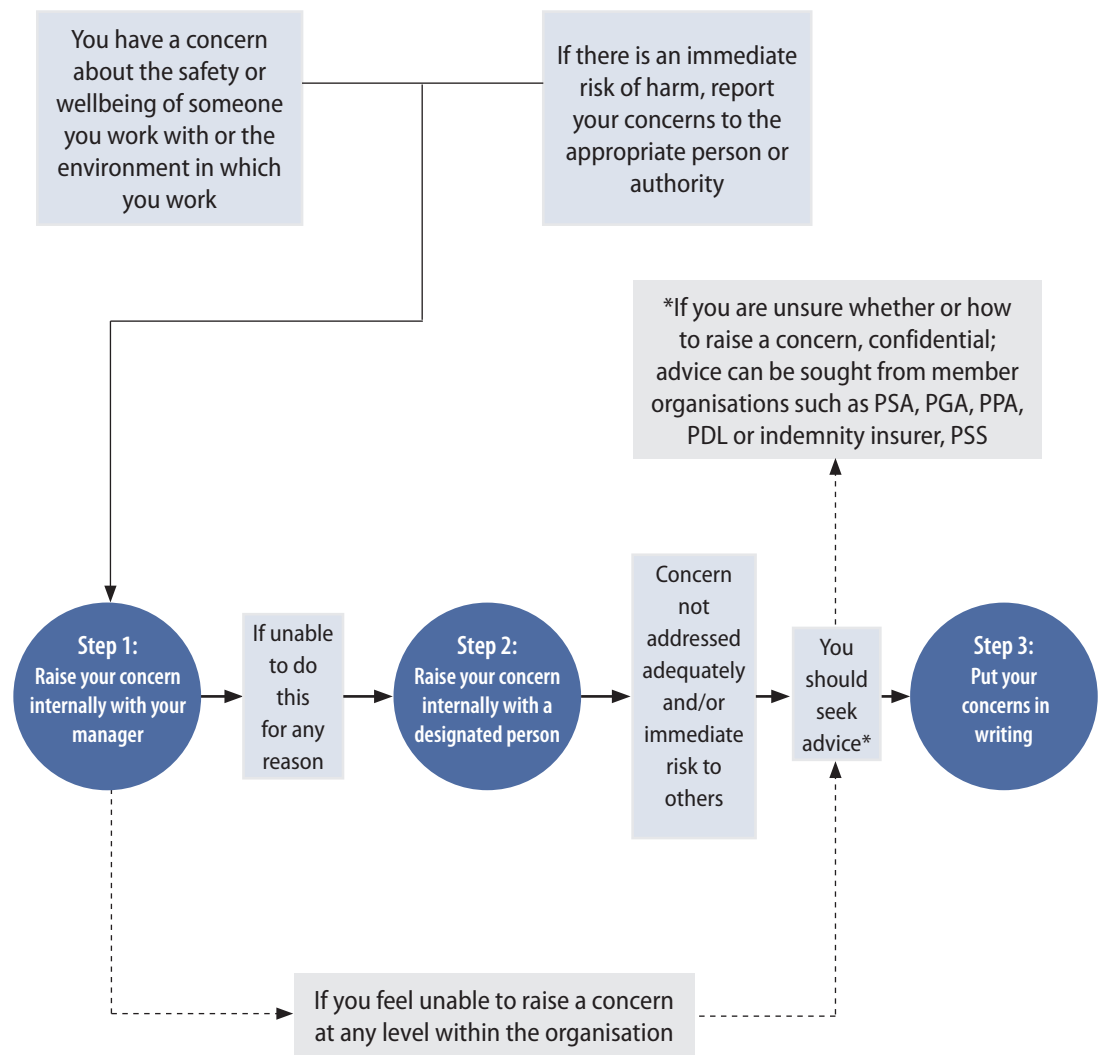 You have a concern
about the safety or
wellbeing of someone
you work with or the
environment in which
you work
If there is an immediate
risk of harm, report
your concerns to the
appropriate person or
authority
*If you are unsure whether or how
to raise a concern, confidential;
advice can be sought from member
organisations such as PSA, PGA, PPA,
PDL or indemnity insurer, PSS
Step 1:
Raise your concern
internally with your
manager
If unable
to do
this
for any
reason
Step 2:
Raise your concern
internally with a
designated person
Concern
not
addressed
adequately
and/or
immediate
risk to
others
You
should
seek
advice*
Step 3:
Put your
concerns in
writing
If you feel unable to raise a concern
at any level within the organisation